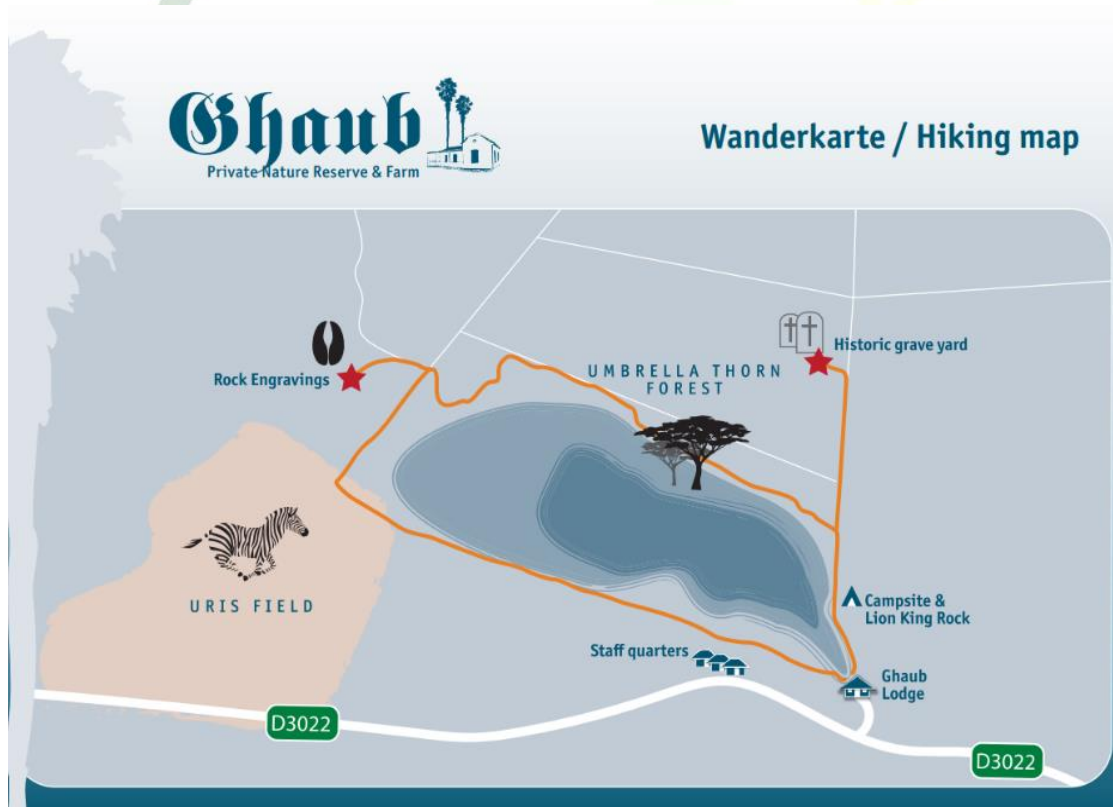 Ghaub
Private Nature Reserve & Farm
Wanderkarte / Hiking map
Historic grave yard
Rock Engravings
UMBRELLA THORN
FOREST
URIS FIELD
Campsite &
Lion King Rock
Staff quarters
Ghaub
Lodge
D3022
D3022